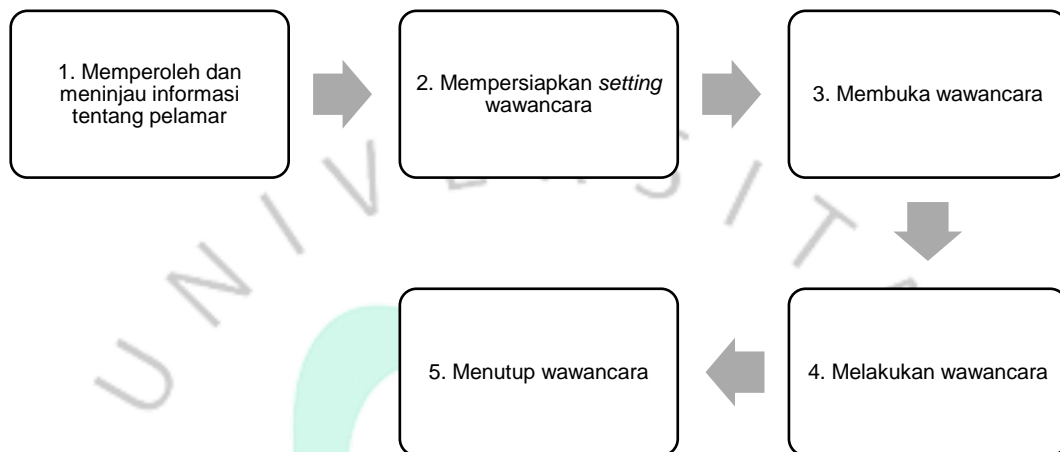 1. Memperoleh dan
meninjau informasi
tentang pelamar
2. Mempersiapkan setting
wawancara
3. Membuka wawancara
4. Melakukan wawancara
5. Menutup wawancara